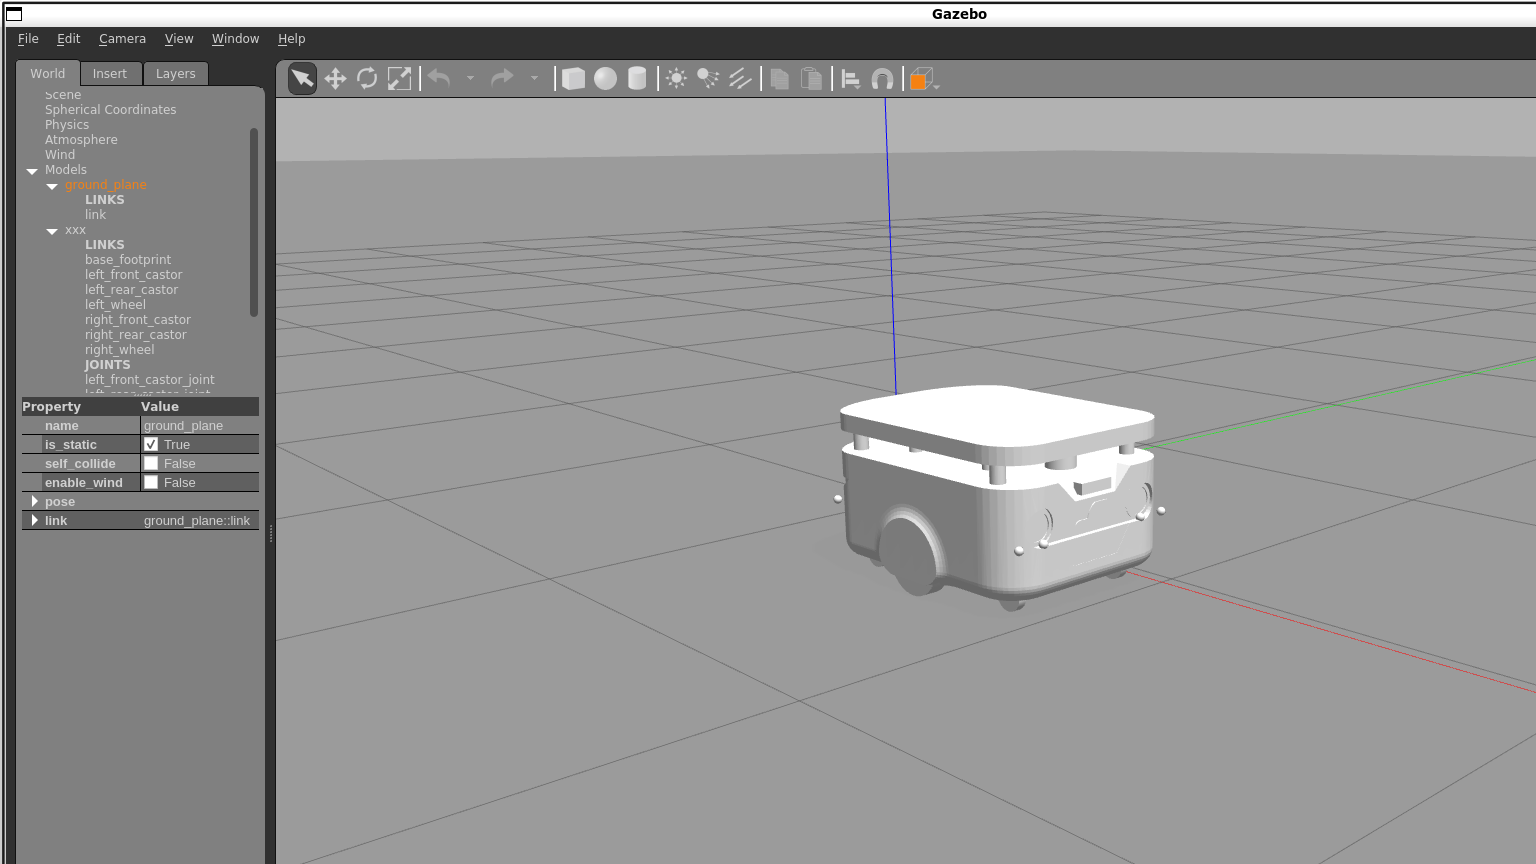 Gazebo
File Edit Camera View Window Help
World Insert Layers
Scene
Spherical Coordinates
Physics
Atmosphere
Wind
Models
ground_plane
LINKS
link
xxx
LINKS
base_footprint
left_front_castor
left_rear_castor
left_wheel
right_front_castor
right_rear_castor
right_wheel
JOINTS
left_front_castor_joint
left_rear_castor_joint
Property Value
name ground_plane
is_static True
self_collide False
enable_wind False
pose
link ground_plane::link